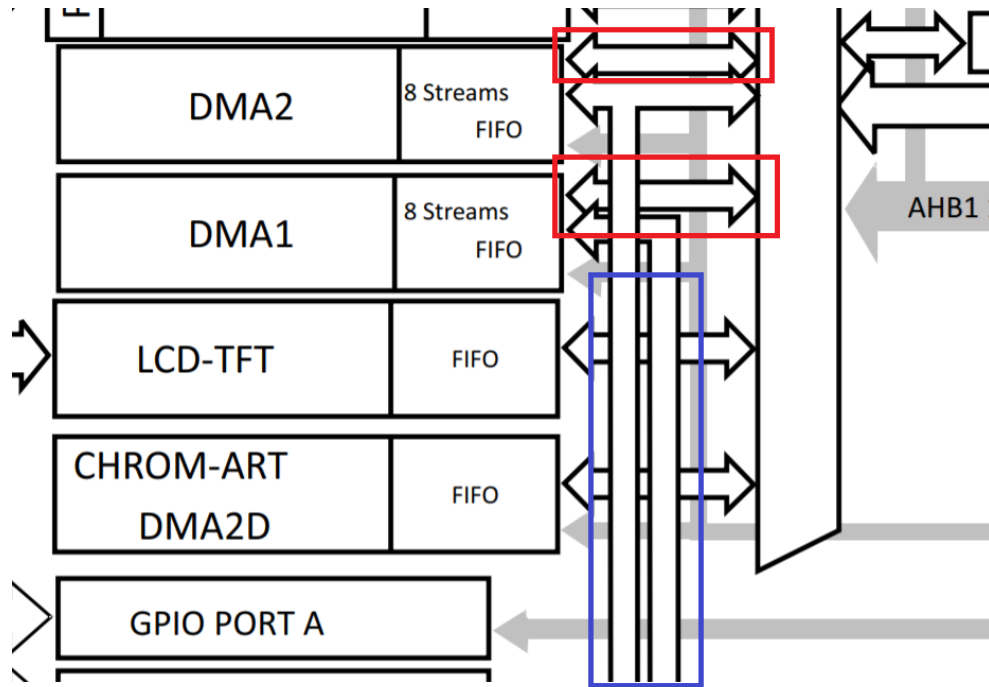 DMA2
8 Streams
FIFO
DMA1
8 Streams
FIFO
AHB1
LCD-TFT
FIFO
CHROM-ART
DMA2D
FIFO
GPIO PORT A